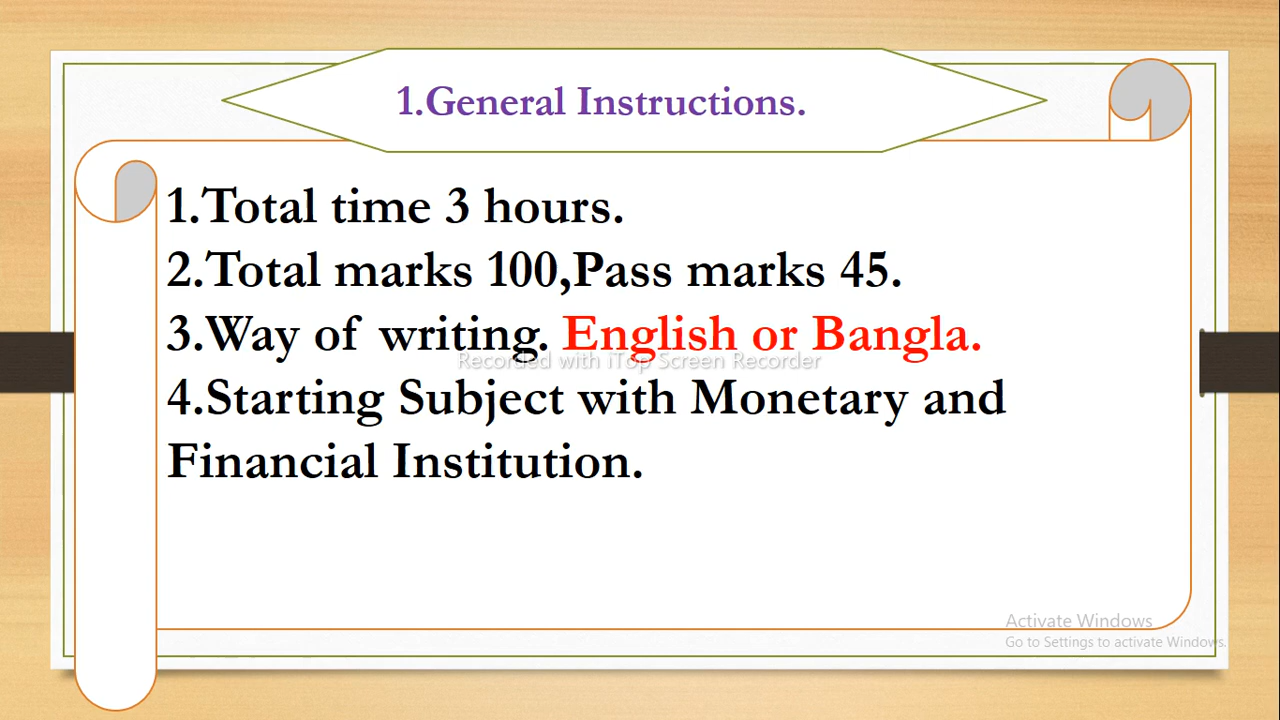 1.General Instructions.
1.Total time 3 hours.
2.Total marks 100,Pass marks 45.
3.Way of writing. English or Bangla.
Recorded with iTop Screen Recorder
4.Starting Subject with Monetary and
Financial Institution.
Activate Windows
Go to Settings to activate Windows.